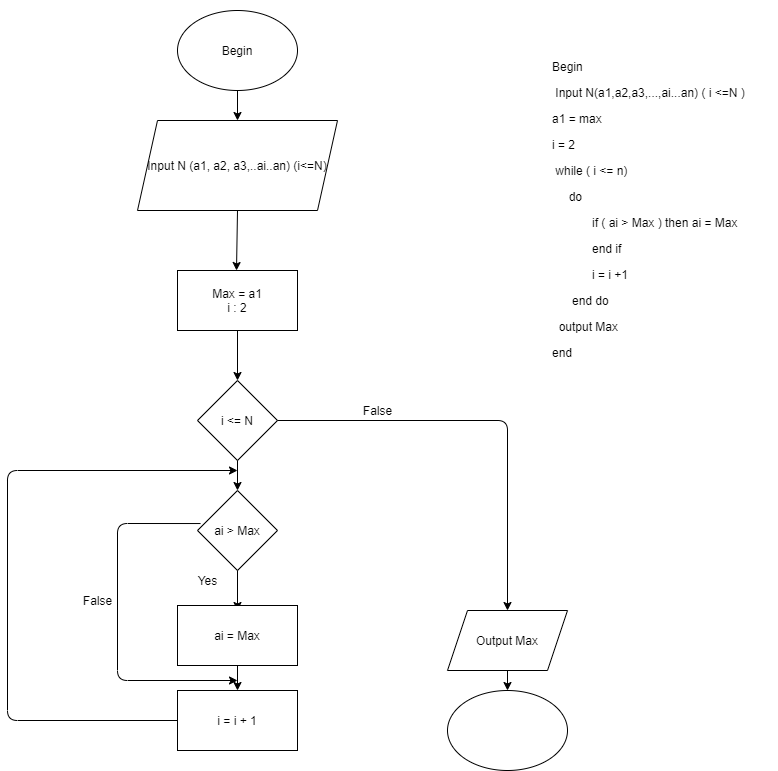 Begin
Input N (a1, a2, a3,..ai..an) (i<=N)
Max = a1
i : 2
i <= N
False
ai > Max
Yes
False
ai = Max
i = i + 1
Output Max
Begin
Input N(a1,a2,a3,...,ai...an) ( i <=N )
a1 = max
i = 2
while ( i <= n)
do
if ( ai > Max ) then ai = Max
end if
i = i +1
end do
output Max
end